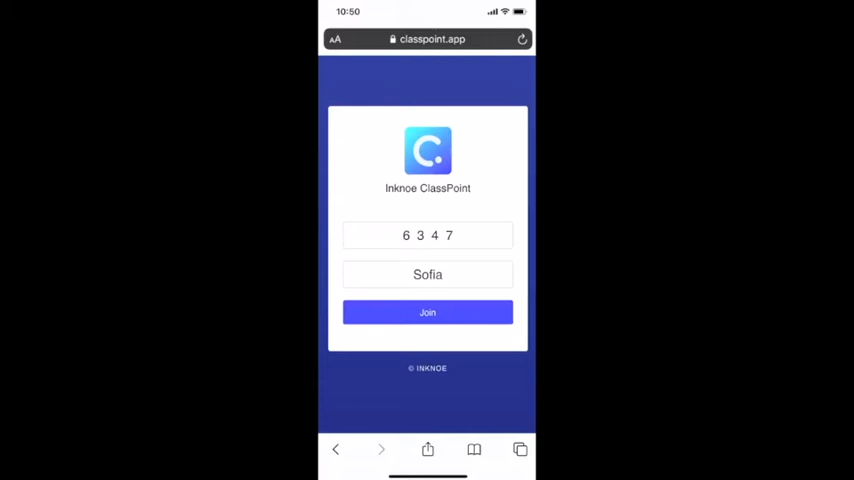 10:50
AA classpoint.app
C.
Inknoe ClassPoint
6 3 4 7
Sofia
Join
© INKNOE